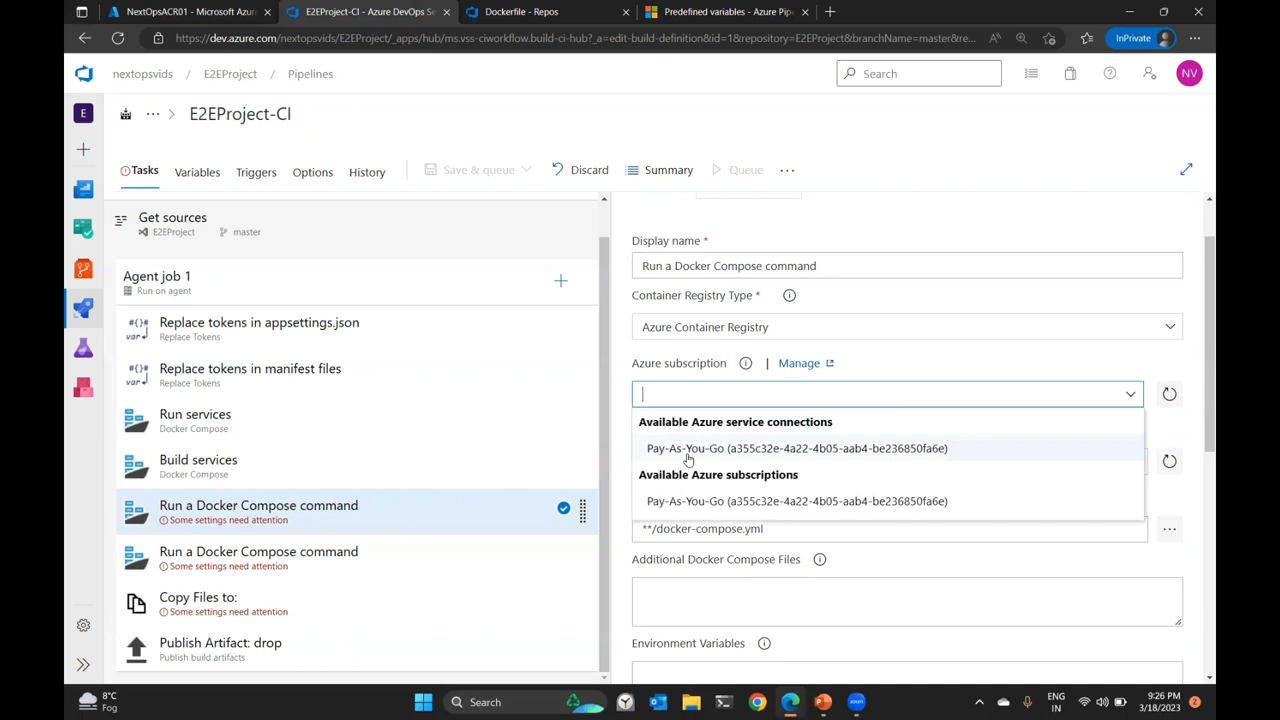 NextOpsACR01 - Microsoft Azur
E2EProject-CI - Azure DevOps Se
Dockerfile - Repos
Predefined variables - Azure Pip
https://dev.azure.com/nextopsvids/E2EProject/_apps/hub/ms.vss-ciworkflow.build-ci-hub?_a=edit-build-definition&id=1&repository=E2EProject&branchName=master&re...
InPrivate
nextopsvids / E2EProject / Pipelines
Search
NV
E
E2EProject-CI
Tasks Variables Triggers Options History Save & queue Discard Summary Queue
Get sources
E2EProject master
Agent job 1
Run on agent
Replace tokens in appsettings.json
Replace Tokens
Replace tokens in manifest files
Replace Tokens
Run services
Docker Compose
Build services
Docker Compose
Run a Docker Compose command
Some settings need attention
Run a Docker Compose command
Some settings need attention
Copy Files to:
Some settings need attention
Publish Artifact: drop
Publish build artifacts
Display name *
Run a Docker Compose command
Container Registry Type *
Azure Container Registry
Azure subscription | Manage
Available Azure service connections
Pay-As-You-Go (a355c32e-4a22-4b05-aab4-be236850fa6e)
Available Azure subscriptions
Pay-As-You-Go (a355c32e-4a22-4b05-aab4-be236850fa6e)
**/docker-compose.yml
Additional Docker Compose Files
Environment Variables
8°C
Fog
Search
ENG
IN
9:26 PM
3/18/2023
2